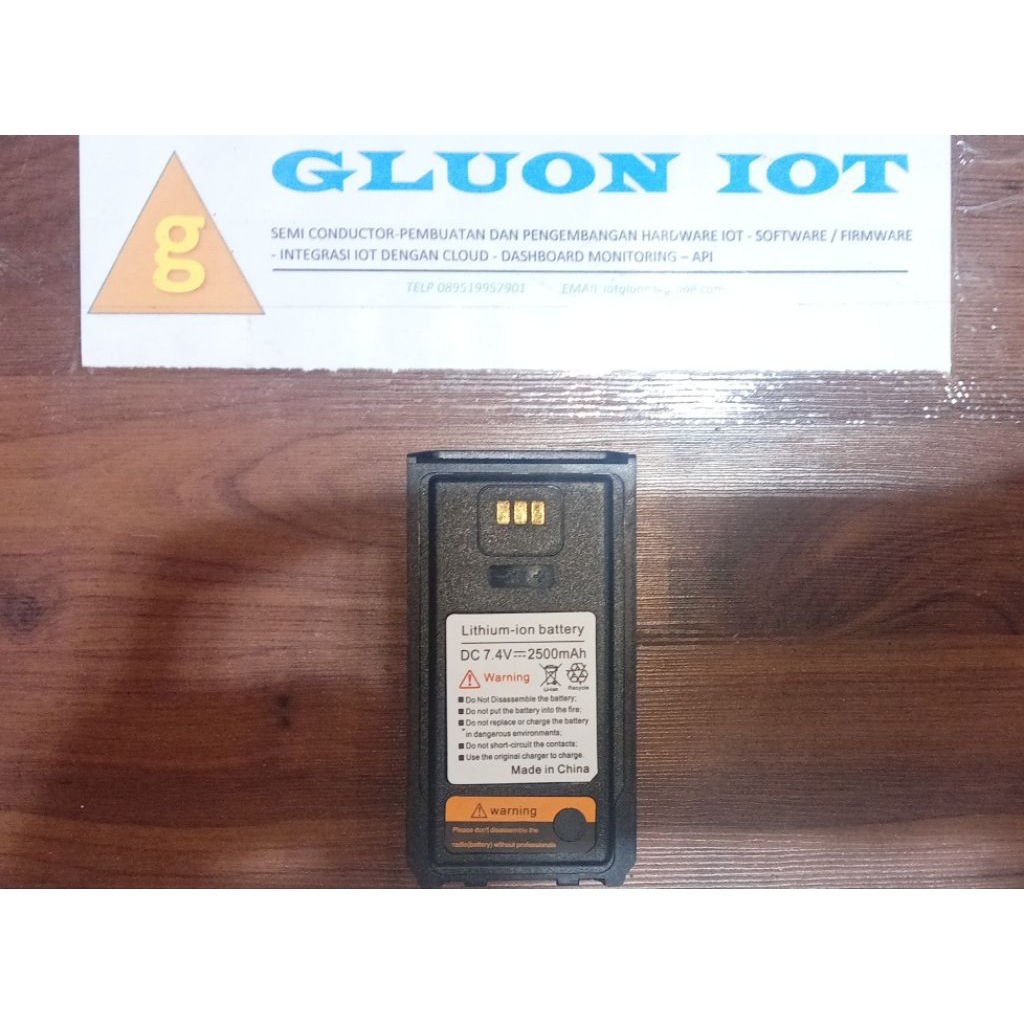 g
GLUON IOT
SEMI CONDUCTOR-PEMBUATAN DAN PENGEMBANGAN HARDWARE IOT - SOFTWARE / FIRMWARE
- INTEGRASI IOT DENGAN CLOUD - DASHBOARD MONITORING – API
TELP 089519957901 EMAIL
Lithium-ion battery
DC 7.4V⎓2500mAh
Warning
Li-ion Recycle
Do Not Disassemble the battery;
Do not put the battery into the fire;
Do not replace or charge the battery
in dangerous environments;
Do not short-circuit the contacts;
Use the original charger to charge.
Made in China
warning
Please don't disassemble the
radio(battery) without professionals